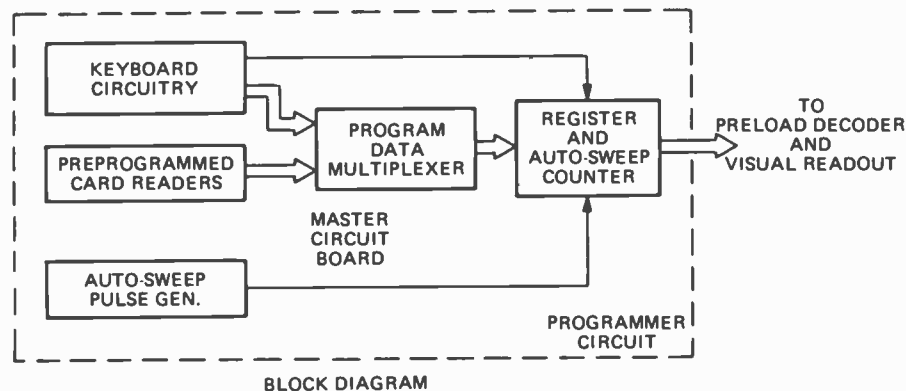 KEYBOARD
CIRCUITRY
PREPROGRAMMED
CARD READERS
AUTO-SWEEP
PULSE GEN.
PROGRAM
DATA
MULTIPLEXER
MASTER
CIRCUIT
BOARD
REGISTER
AND
AUTO-SWEEP
COUNTER
PROGRAMMER
CIRCUIT
TO
PRELOAD DECODER
AND
VISUAL READOUT
BLOCK DIAGRAM